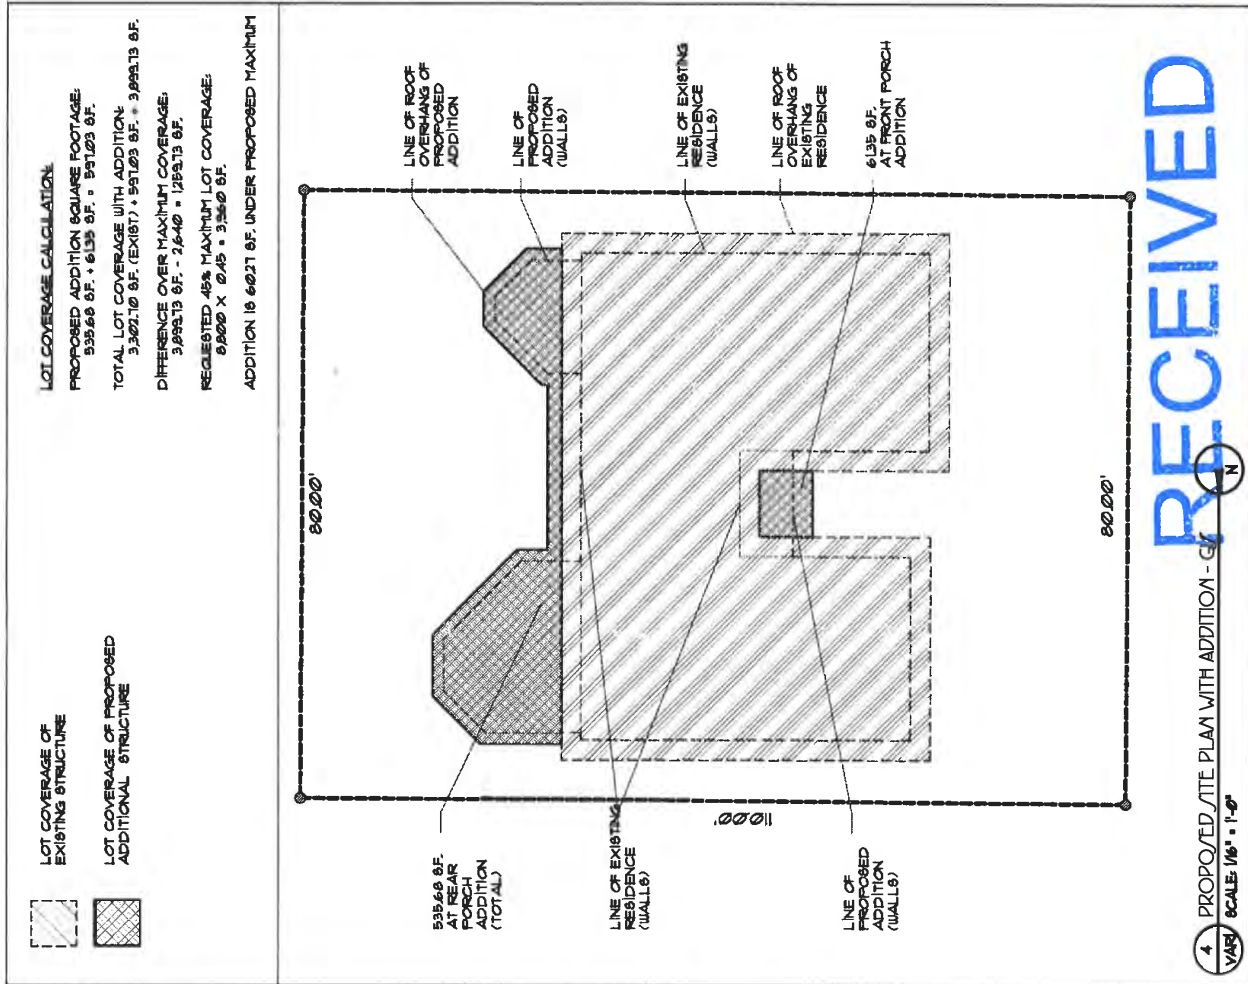 LOT COVERAGE OF
EXISTING STRUCTURE
LOT COVERAGE OF PROPOSED
ADDITIONAL STRUCTURE
LOT COVERAGE CALCULATION:
PROPOSED ADDITION SQUARE FOOTAGE:
535.68 S.F. + 61.35 S.F. = 597.03 S.F.
TOTAL LOT COVERAGE WITH ADDITION:
3,302.70 S.F. (EXIST) + 597.03 S.F. = 3,899.73 S.F.
DIFFERENCE OVER MAXIMUM COVERAGE:
3,899.73 S.F. - 2,640 = 1,259.73 S.F.
REQUESTED 45% MAXIMUM LOT COVERAGE:
8,800 X 0.45 = 3,960 S.F.
ADDITION IS 60.27 S.F. UNDER PROPOSED MAXIMUM
80.00'
LINE OF ROOF
OVERHANG OF
PROPOSED
ADDITION
LINE OF
PROPOSED
ADDITION
(WALLS)
LINE OF EXISTING
RESIDENCE
(WALLS)
LINE OF ROOF
OVERHANG OF
EXISTING
RESIDENCE
61.35 S.F.
AT FRONT PORCH
ADDITION
535.68 S.F.
AT REAR
PORCH
ADDITION
(TOTAL)
LINE OF EXISTING
RESIDENCE
(WALLS)
110.00'
LINE OF
PROPOSED
ADDITION
(WALLS)
80.00'
4
VAR1
PROPOSED SITE PLAN WITH ADDITION -
SCALE: 1/16" = 1'-0"
N
RECEIVED